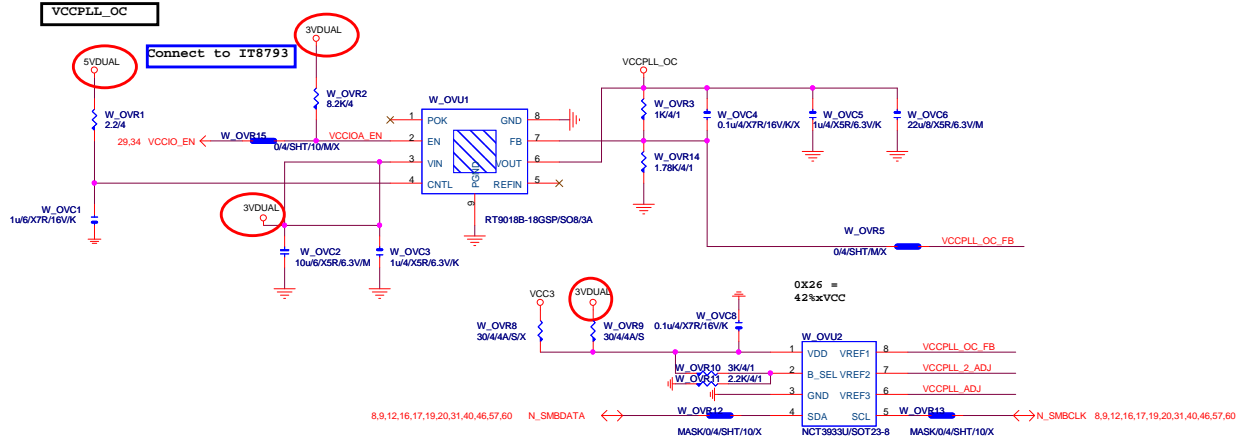 VCCPLL_OC
Connect to IT8793
5VDUAL
3VDUAL
W_OVR1
2.2/4
W_OVR2
8.2K/4
29,34 VCCIO_EN
W_OVR15
0/4/SHT/10/M/X
VCCIOA_EN
W_OVC1
1u/6/X7R/16V/K
3VDUAL
W_OVC2
10u/6/X5R/6.3V/M
W_OVC3
1u/4/X5R/6.3V/K
W_OVU1
1 POK GND 8
2 EN FB 7
3 VIN VOUT 6
4 CNTL REFIN 5
PGND
9
RT9018B-18GSP/SO8/3A
VCCPLL_OC
W_OVR3
1K/4/1
W_OVC4
0.1u/4/X7R/16V/K/X
W_OVC5
1u/4/X5R/6.3V/K
W_OVC6
22u/8/X5R/6.3V/M
W_OVR14
1.78K/4/1
W_OVR5
0/4/SHT/M/X
VCCPLL_OC_FB
0X26 =
42%xVCC
VCC3
3VDUAL
W_OVR8
30/4/4A/S/X
W_OVR9
30/4/4A/S
W_OVC8
0.1u/4/X7R/16V/K
W_OVR10 3K/4/1
W_OVR11 2.2K/4/1
W_OVU2
1 VDD VREF1 8 VCCPLL_OC_FB
2 B_SEL VREF2 7 VCCPLL_2_ADJ
3 GND VREF3 6 VCCPLL_ADJ
4 SDA SCL 5
8,9,12,16,17,19,20,31,40,46,57,60 N_SMBDATA
W_OVR12
MASK/0/4/SHT/10/X
NCT3933U/SOT23-8
W_OVR13
MASK/0/4/SHT/10/X
N_SMBCLK 8,9,12,16,17,19,20,31,40,46,57,60